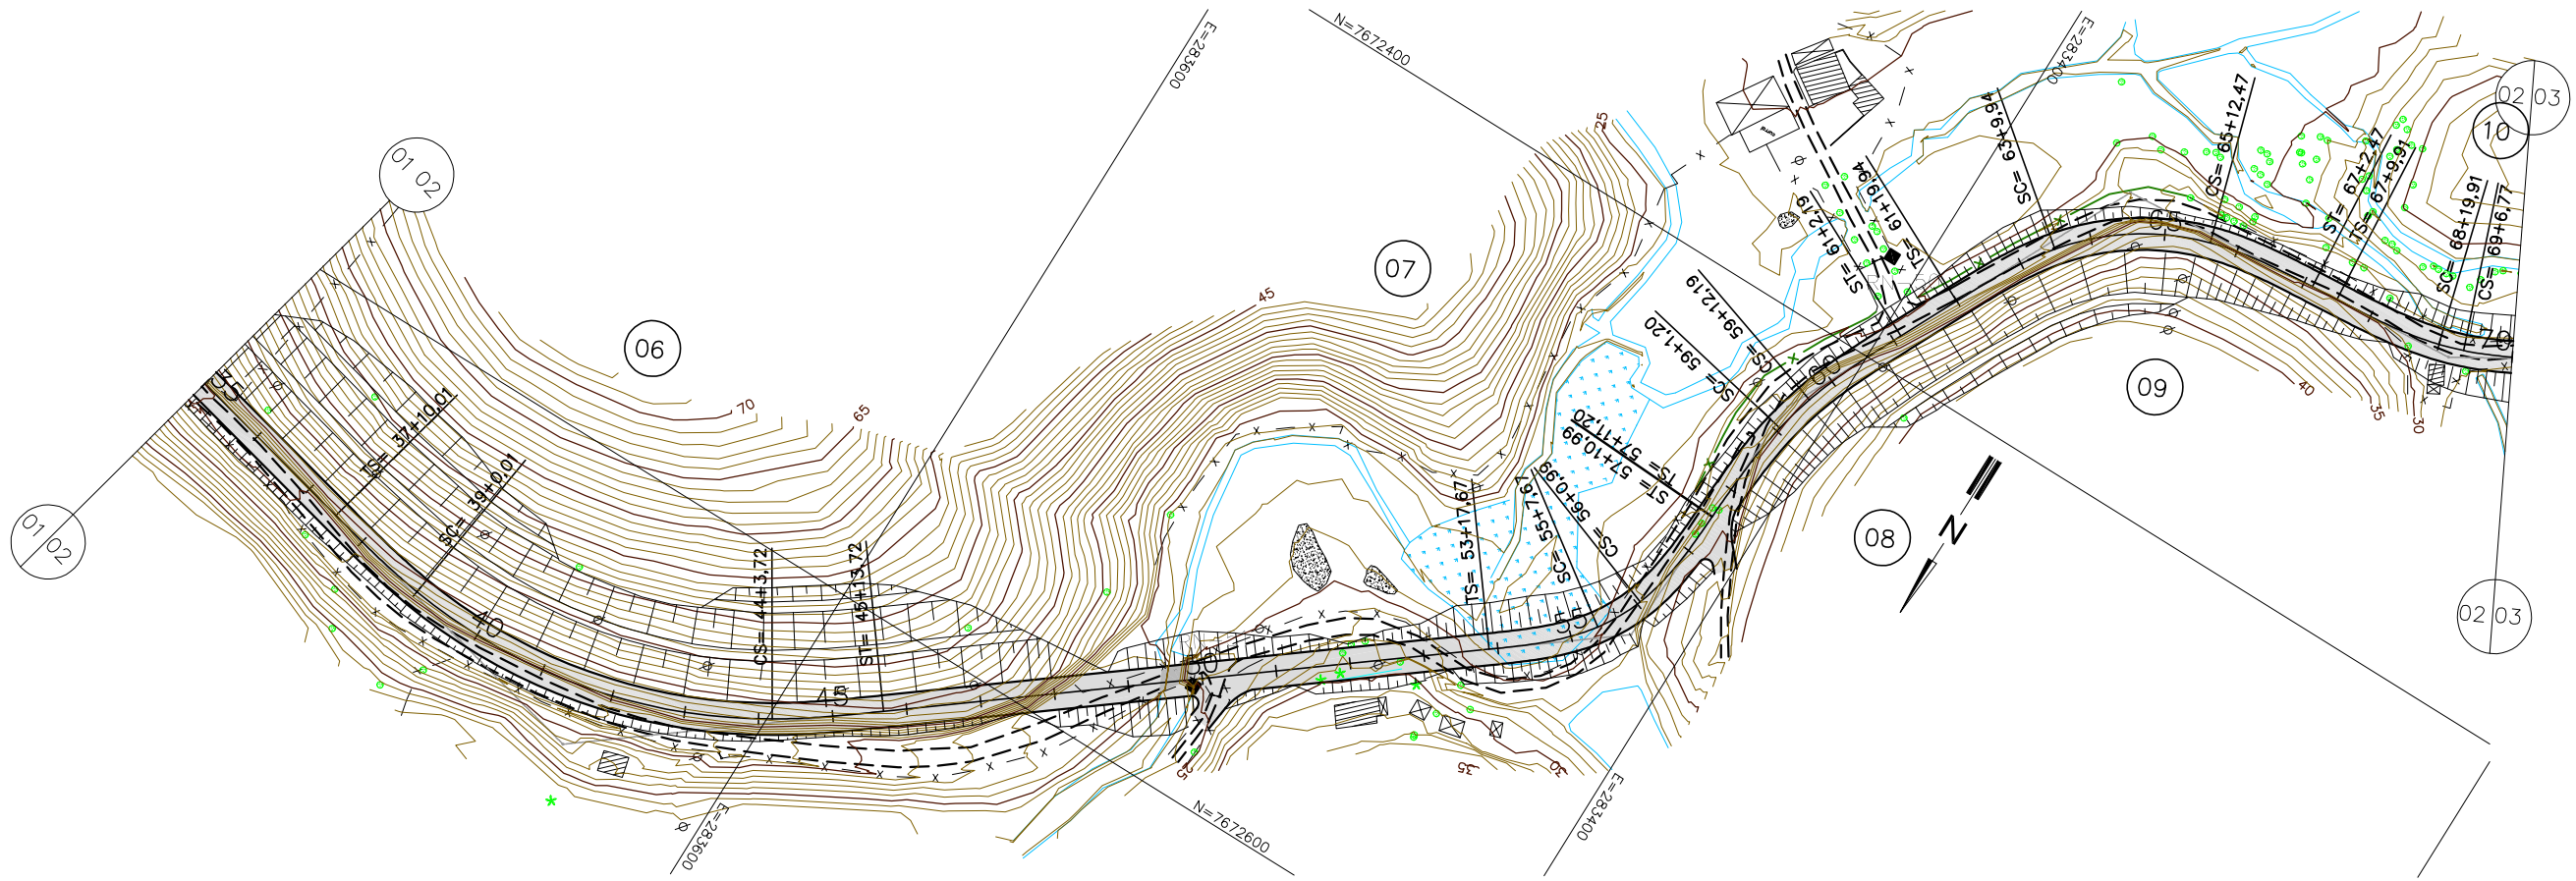 01 02
01 02
06
07
08
09
10
02 03
02 03
35
40
45
50
55
60
65
70
TS= 37+10,01
SC= 39+0,01
CS= 44+3,72
ST= 45+13,72
TS= 53+17,67
SC= 55+7,67
CS= 56+0,99
ST= 57+10,99
TS= 57+11,20
SC= 59+1,20
CS= 59+12,19
ST= 61+2,19
TS= 61+19,94
SC= 63+9,94
CS= 65+12,47
ST= 67+2,47
TS= 67+9,91
SC= 68+19,91
CS= 69+6,77
E=283600
E=283600
N=7672400
N=7672600
E=283400
E=283400
70
65
45
25
25
35
30
40
35
30
N